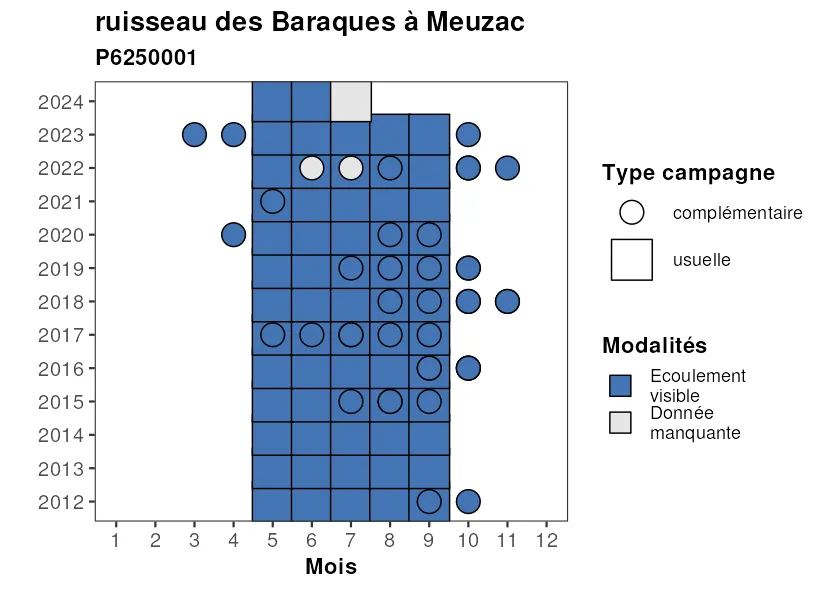 ruisseau des Baraques à Meuzac
P6250001
2024
2023
2022
2021
2020
2019
2018
2017
2016
2015
2014
2013
2012
1 2 3 4 5 6 7 8 9 10 11 12
Mois
Type campagne
complémentaire
usuelle
Modalités
Ecoulement
visible
Donnée
manquante